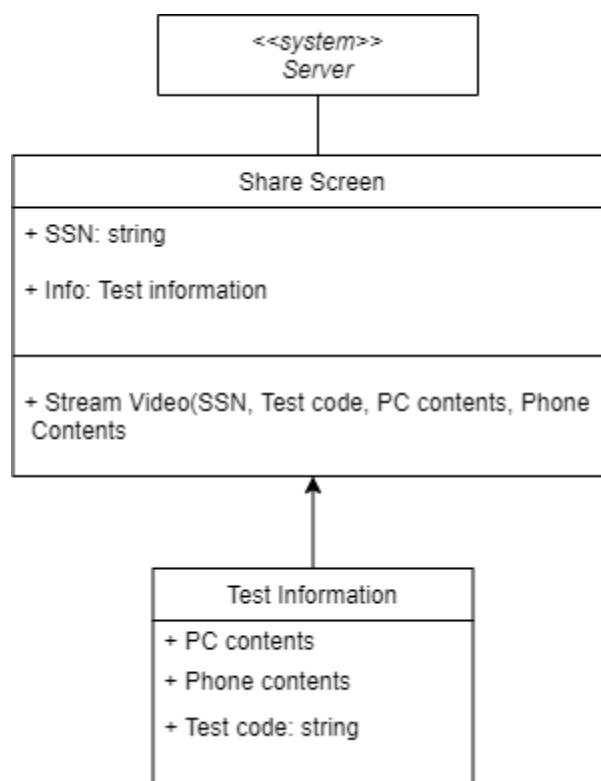 <<system>>
Server
Share Screen
+ SSN: string
+ Info: Test information
+ Stream Video(SSN, Test code, PC contents, Phone
Contents
Test Information
+ PC contents
+ Phone contents
+ Test code: string